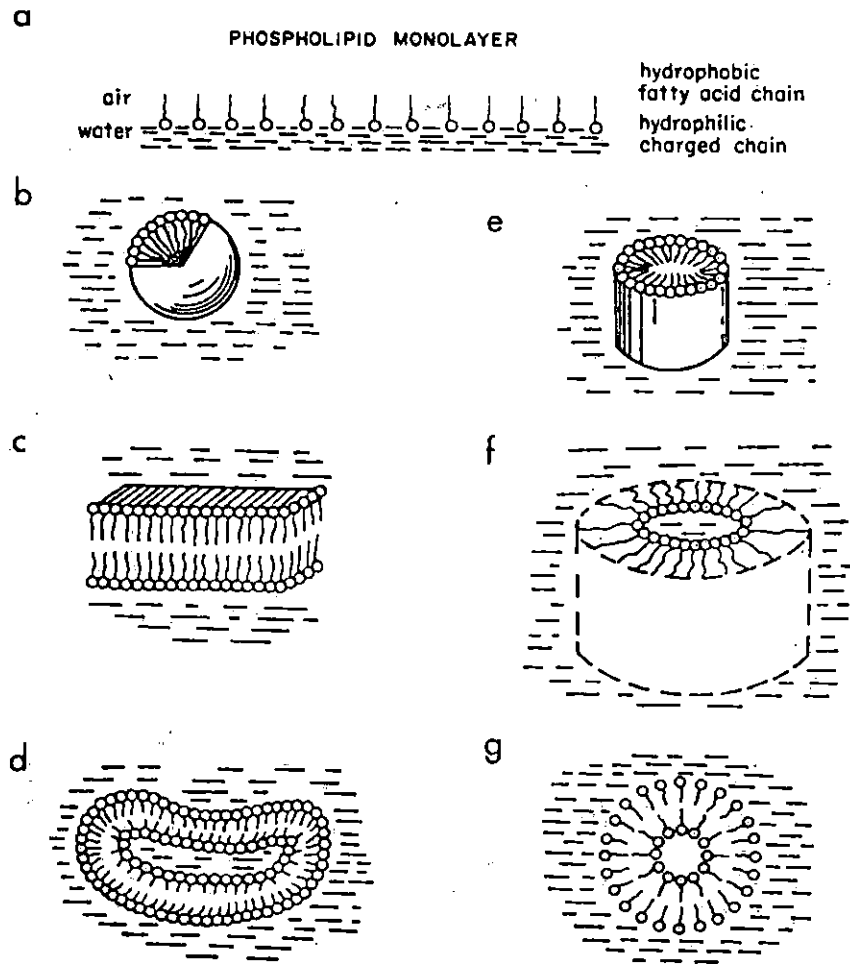 a
PHOSPHOLIPID MONOLAYER
air
hydrophobic
fatty acid chain
water
hydrophilic
charged chain
b
e
c
f
d
g